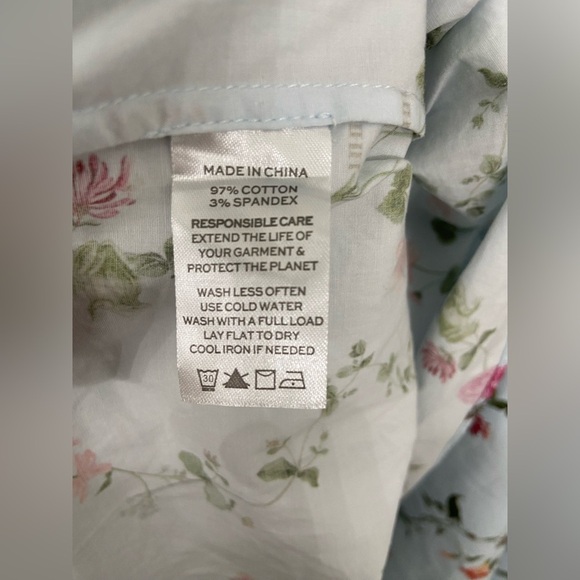 MADE IN CHINA
97% COTTON
3% SPANDEX
RESPONSIBLE CARE
EXTEND THE LIFE OF
YOUR GARMENT &
PROTECT THE PLANET
WASH LESS OFTEN
USE COLD WATER
WASH WITH A FULL LOAD
LAY FLAT TO DRY
COOL IRON IF NEEDED
30